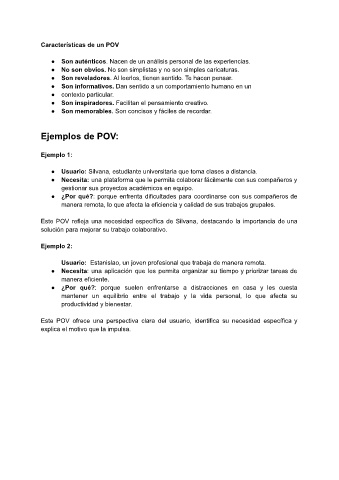 Características de un POV
● Son auténticos. Nacen de un análisis personal de las experiencias.
● No son obvios. No son simplistas y no son simples caricaturas.
● Son reveladores. Al leerlos, tienen sentido. Te hacen pensar.
● Son informativos. Dan sentido a un comportamiento humano en un
● contexto particular.
● Son inspiradores. Facilitan el pensamiento creativo.
● Son memorables. Son concisos y fáciles de recordar.
Ejemplos de POV:
Ejemplo 1:
● Usuario: Silvana, estudiante universitaria que toma clases a distancia.
● Necesita: una plataforma que le permita colaborar fácilmente con sus compañeros y
gestionar sus proyectos académicos en equipo.
● ¿Por qué?: porque enfrenta dificultades para coordinarse con sus compañeros de
manera remota, lo que afecta la eficiencia y calidad de sus trabajos grupales.
Este POV refleja una necesidad específica de Silvana, destacando la importancia de una
solución para mejorar su trabajo colaborativo.
Ejemplo 2:
Usuario: Estanislao, un joven profesional que trabaja de manera remota.
● Necesita: una aplicación que les permita organizar su tiempo y priorizar tareas de
manera eficiente.
● ¿Por qué?: porque suelen enfrentarse a distracciones en casa y les cuesta
mantener un equilibrio entre el trabajo y la vida personal, lo que afecta su
productividad y bienestar.
Este POV ofrece una perspectiva clara del usuario, identifica su necesidad específica y
explica el motivo que la impulsa.